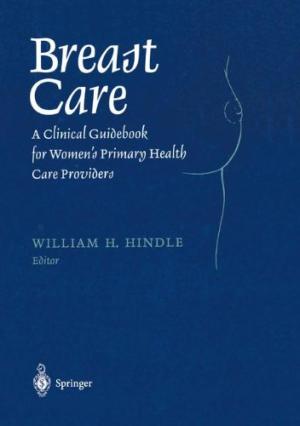 Breast
Care
A Clinical Guidebook
for Women's Primary Health
Care Providers
WILLIAM H. HINDLE
Editor
Springer